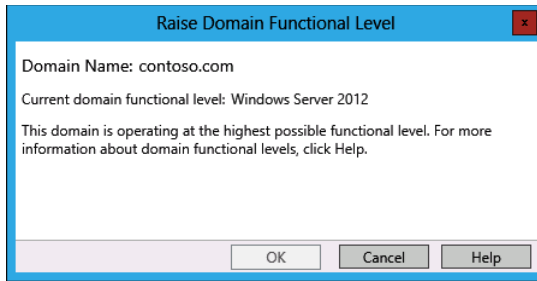 Raise Domain Functional Level
x
Domain Name: contoso.com
Current domain functional level: Windows Server 2012
This domain is operating at the highest possible functional level. For more
information about domain functional levels, click Help.
OK Cancel Help